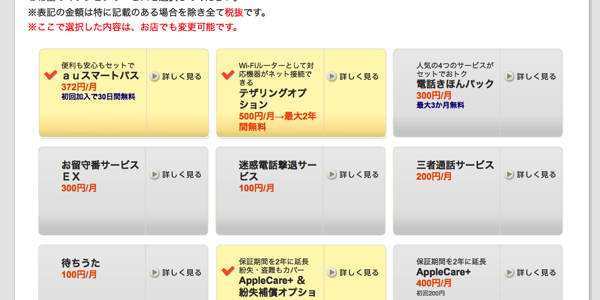 ※表記の金額は特に記載のある場合を除き全て税抜です。
※ここで選択した内容は、お店でも変更可能です。
便利も安心もセットで
auスマートパス
372円/月
初回加入で30日間無料
詳しく見る
Wi-Fiルーターとして対
応機器がネット接続で
きる
テザリングオプ
ション
500円/月→最大2年
間無料
詳しく見る
人気の4つのサービスが
セットでおトク
電話きほんパック
300円/月
最大3か月無料
詳しく見る
お留守番サービス
EX
300円/月
詳しく見る
迷惑電話撃退サー
ビス
100円/月
詳しく見る
三者通話サービス
200円/月
詳しく見る
待ちうた
100円/月
詳しく見る
保証期間を2年に延長
紛失・盗難もカバー
AppleCare+ &
紛失補償オプショ
詳しく見る
保証期間を2年に延長
AppleCare+
400円/月
初回200円
詳しく見る